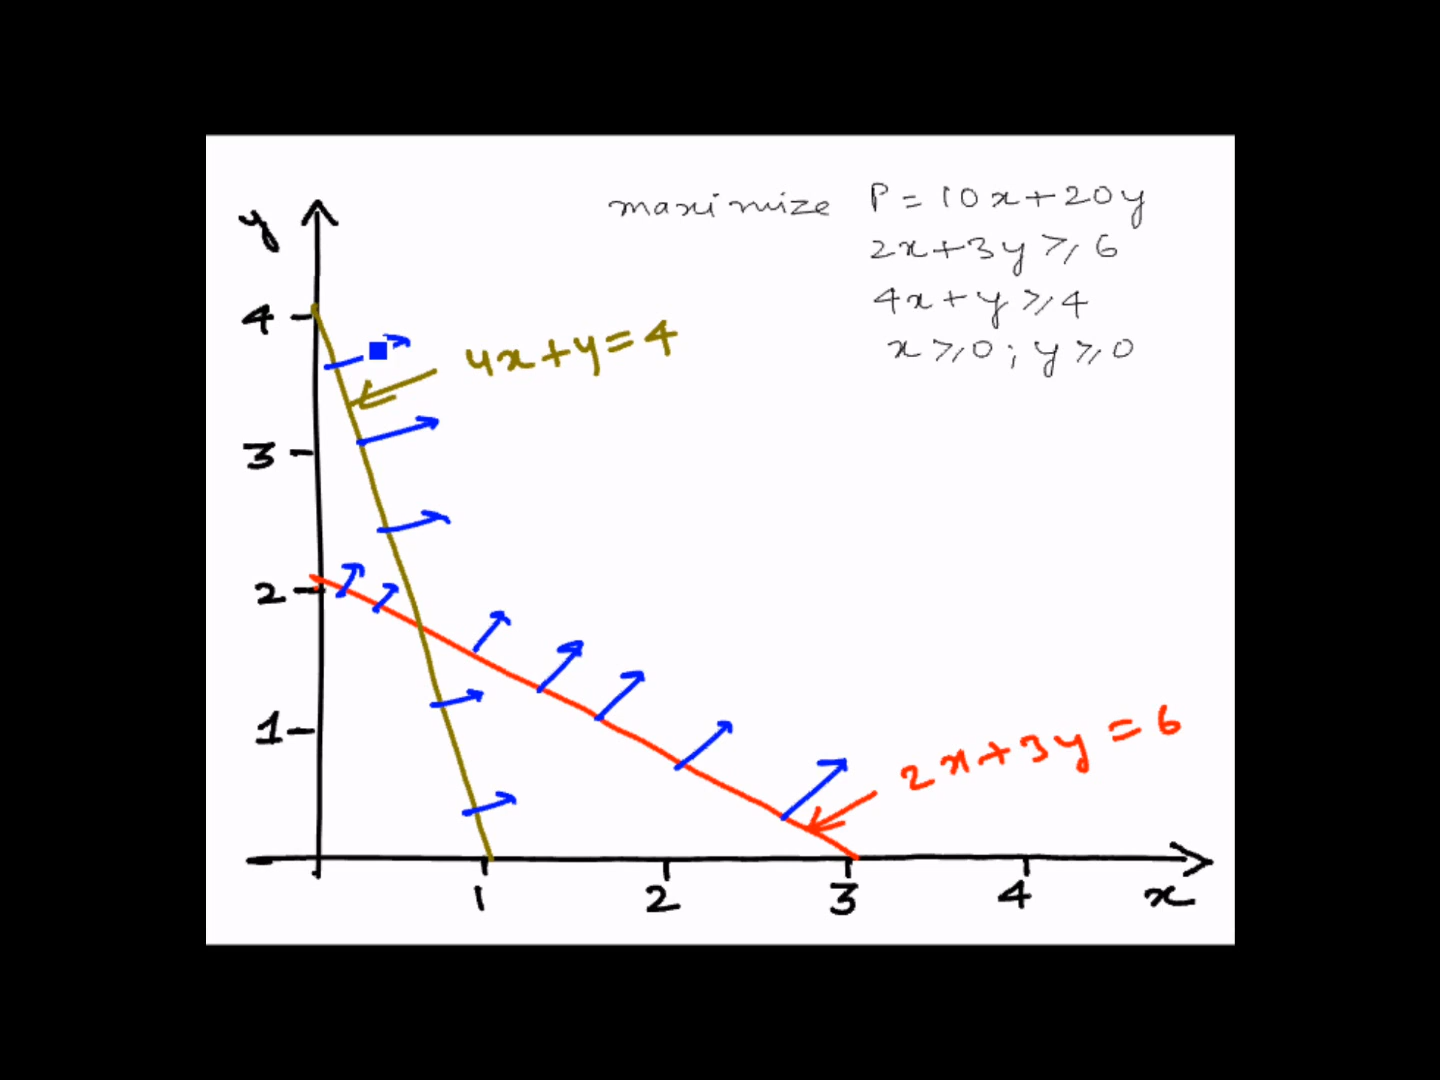 maximize P = 10x + 20y
2x + 3y ≥ 6
4x + y ≥ 4
x ≥ 0 ; y ≥ 0
y
4
4x + y = 4
3
2
1
2x + 3y = 6
1 2 3 4 x